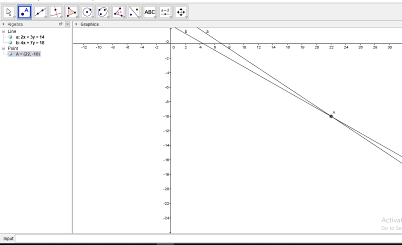 ABC
Algebra
Graphics
Line
a: 2x + 3y = 14
b: 4x + 7y = 18
Point
A = (22, -10)
b a
-12 -10 -8 -6 -4 -2 0 2 4 6 8 10 12 14 16 18 20 22 24 26 28 30
0
-2
-4
-6
-8
A
-10
-12
-14
-16
-18
-20
-22
-24
Activat
Go to Se
Input: